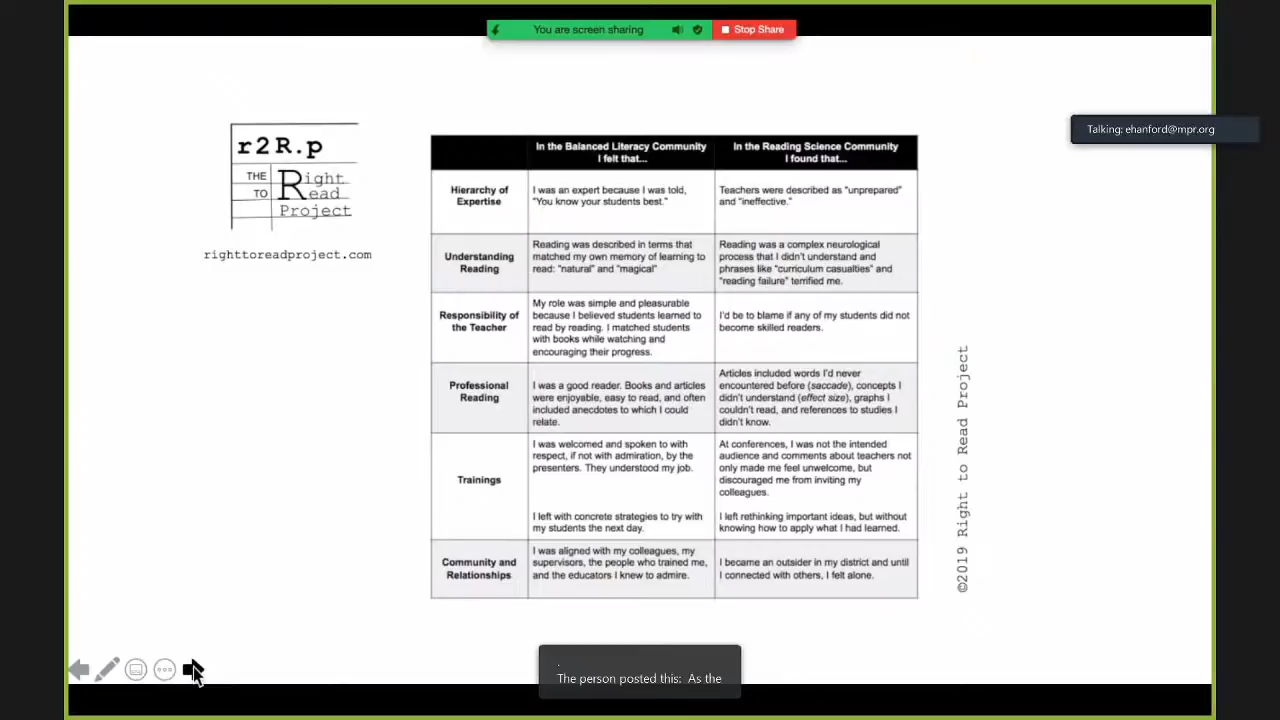 You are screen sharing
Stop Share
Talking: ehanford@mpr.org
r2R.p
THE
TO
Right
Read
Project
righttoreadproject.com
In the Balanced Literacy Community
I felt that...
In the Reading Science Community
I found that...
Hierarchy of
Expertise
I was an expert because I was told,
"You know your students best."
Teachers were described as "unprepared"
and "ineffective."
Understanding
Reading
Reading was described in terms that
matched my own memory of learning to
read: "natural" and "magical"
Reading was a complex neurological
process that I didn't understand and
phrases like "curriculum casualties" and
"reading failure" terrified me.
Responsibility of
the Teacher
My role was simple and pleasurable
because I believed students learned to
read by reading. I matched students
with books while watching and
encouraging their progress.
I'd be to blame if any of my students did not
become skilled readers.
Professional
Reading
I was a good reader. Books and articles
were enjoyable, easy to read, and often
included anecdotes to which I could
relate.
Articles included words I'd never
encountered before (saccade), concepts I
didn't understand (effect size), graphs I
couldn't read, and references to studies I
didn't know.
Trainings
I was welcomed and spoken to with
respect, if not with admiration, by the
presenters. They understood my job.
I left with concrete strategies to try with
my students the next day.
At conferences, I was not the intended
audience and comments about teachers not
only made me feel unwelcome, but
discouraged me from inviting my
colleagues.
I left rethinking important ideas, but without
knowing how to apply what I had learned.
Community and
Relationships
I was aligned with my colleagues, my
supervisors, the people who trained me,
and the educators I knew to admire.
I became an outsider in my district and until
I connected with others, I felt alone.
©2019 Right to Read Project
.
The person posted this: As the